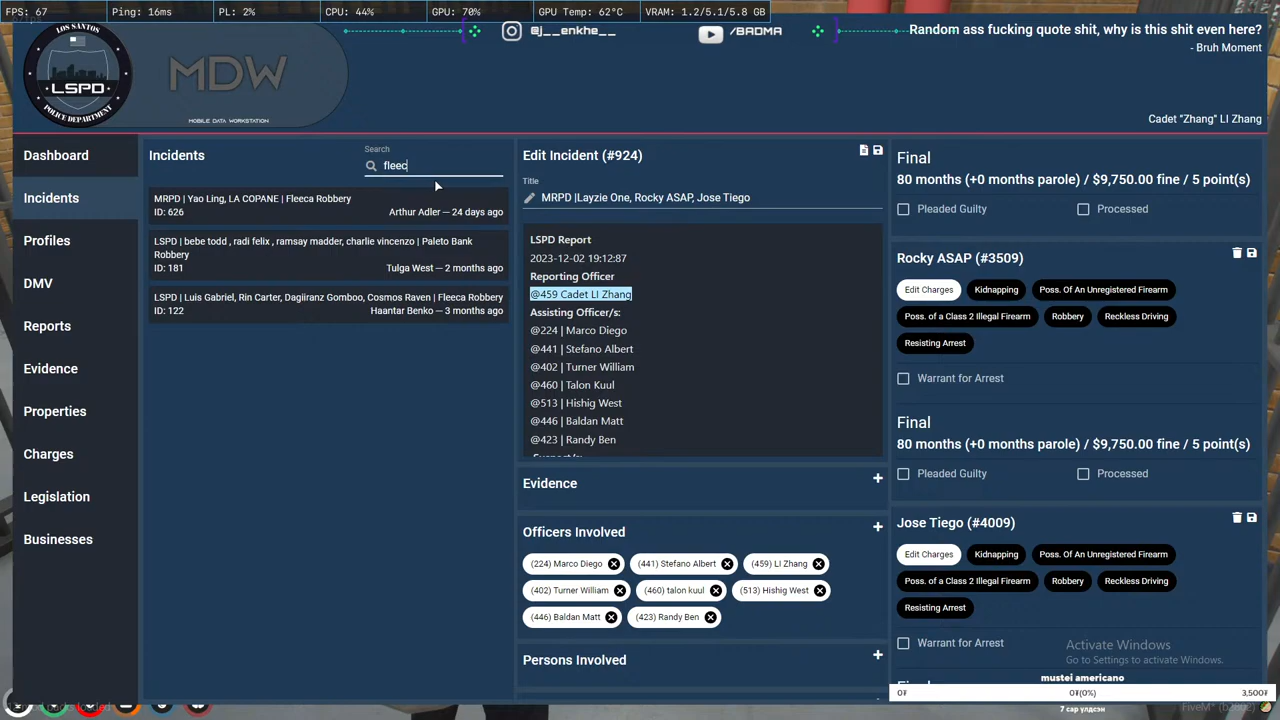 PS: 67
Ping: 16ms
PL: 2%
CPU: 44%
GPU: 70%
GPU Temp: 62°C
VRAM: 1.2/5.1/5.8 GB
LOS SANTOS
LSPD
POLICE DEPARTMENT
MDW
MOBILE DATA WORKSTATION
@j__enkhe__
/BADMA
Random ass fucking quote shit, why is this shit even here?
- Bruh Moment
Cadet "Zhang" LI Zhang
Dashboard
Incidents
Profiles
DMV
Reports
Evidence
Properties
Charges
Legislation
Businesses
Incidents
Search
fleec
MRPD | Yao Ling, LA COPANE | Fleeca Robbery
ID: 626
Arthur Adler — 24 days ago
LSPD | bebe todd , radi felix , ramsay madder, charlie vincenzo | Paleto Bank
Robbery
ID: 181
Tulga West — 2 months ago
LSPD | Luis Gabriel, Rin Carter, Dagiiranz Gomboo, Cosmos Raven | Fleeca Robbery
ID: 122
Haantar Benko — 3 months ago
Edit Incident (#924)
Title
MRPD |Layzie One, Rocky ASAP, Jose Tiego
LSPD Report
2023-12-02 19:12:87
Reporting Officer
@459 Cadet LI Zhang
Assisting Officer/s:
@224 | Marco Diego
@441 | Stefano Albert
@402 | Turner William
@460 | Talon Kuul
@513 | Hishig West
@446 | Baldan Matt
@423 | Randy Ben
Evidence
Officers Involved
(224) Marco Diego
(441) Stefano Albert
(459) LI Zhang
(402) Turner William
(460) talon kuul
(513) Hishig West
(446) Baldan Matt
(423) Randy Ben
Persons Involved
Final
80 months (+0 months parole) / $9,750.00 fine / 5 point(s)
Pleaded Guilty
Processed
Rocky ASAP (#3509)
Edit Charges
Kidnapping
Poss. Of An Unregistered Firearm
Poss. of a Class 2 Illegal Firearm
Robbery
Reckless Driving
Resisting Arrest
Warrant for Arrest
Final
80 months (+0 months parole) / $9,750.00 fine / 5 point(s)
Pleaded Guilty
Processed
Jose Tiego (#4009)
Edit Charges
Kidnapping
Poss. Of An Unregistered Firearm
Poss. of a Class 2 Illegal Firearm
Robbery
Reckless Driving
Resisting Arrest
Warrant for Arrest
Activate Windows
Go to Settings to activate Windows.
mustei americano
0₮
0₮(0%)
3,500₮
7 сар үлдсэн